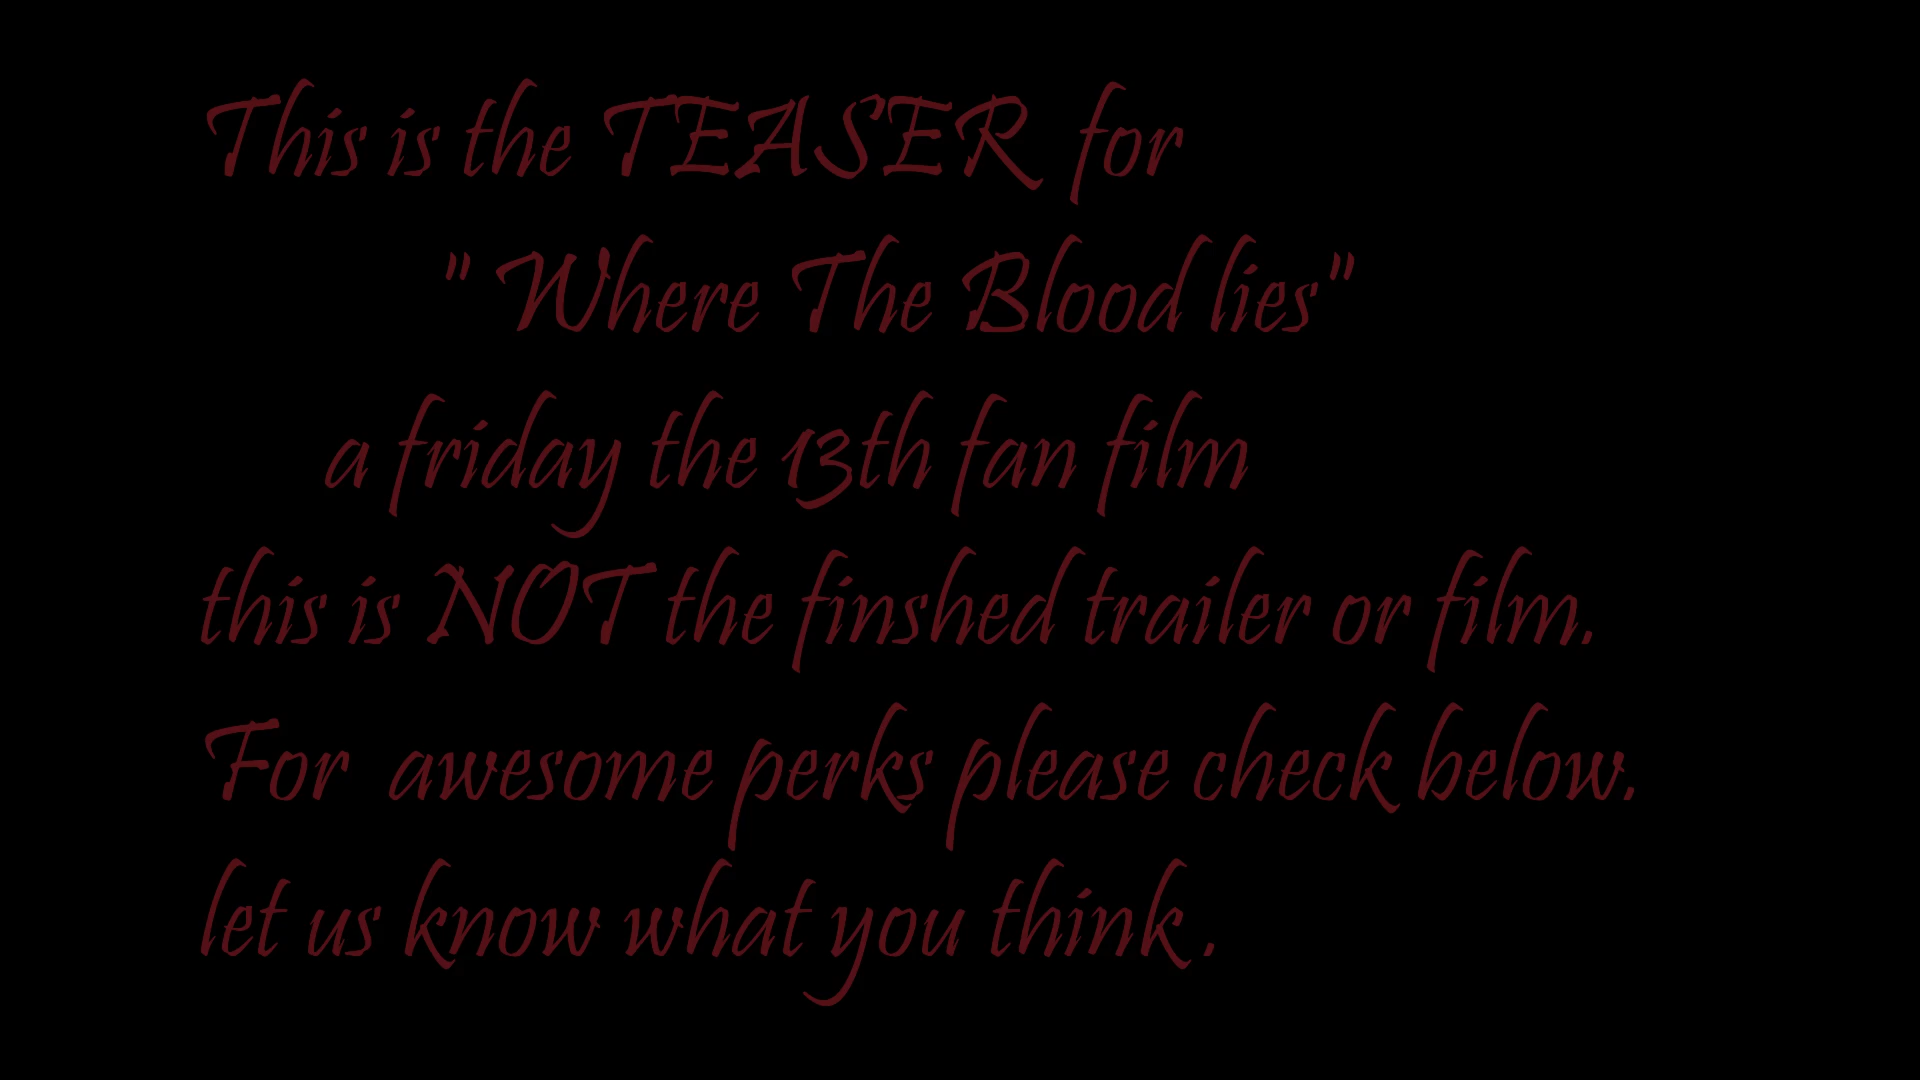 This is the TEASER for
" Where The Blood lies"
a friday the 13th fan film
this is NOT the finshed trailer or film.
For awesome perks please check below.
let us know what you think .